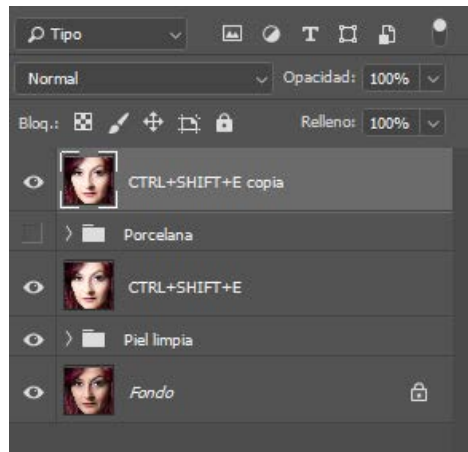 Tipo
Normal Opacidad: 100%
Bloq.: Relleno: 100%
CTRL+SHIFT+E copia
Porcelana
CTRL+SHIFT+E
Piel limpia
Fondo